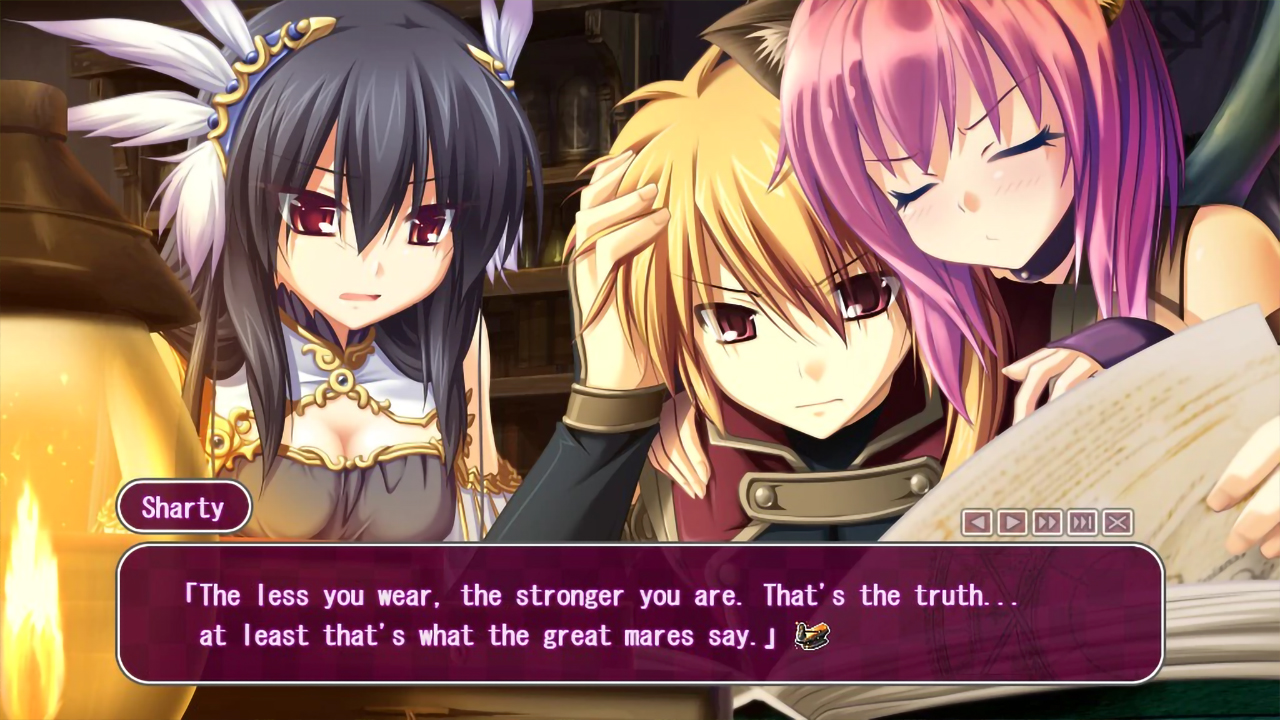 Sharty
｢The less you wear, the stronger you are. That's the truth...
at least that's what the great mares say.｣